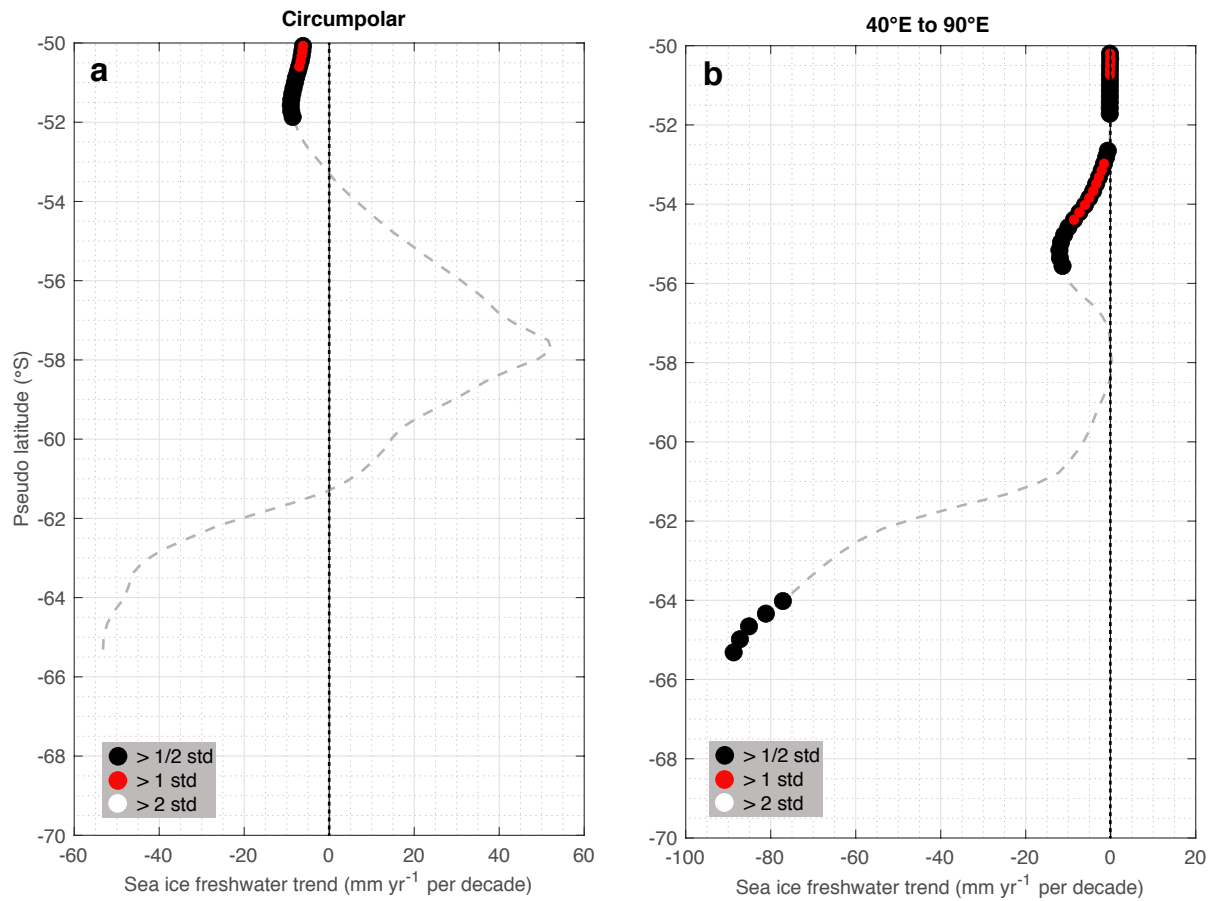 Circumpolar
a
-50
-52
-54
-56
-58
-60
-62
-64
-66
-68
-70
Pseudo latitude (°S)
> 1/2 std
> 1 std
> 2 std
-60
-40
-20
0
20
40
60
Sea ice freshwater trend (mm yr-1 per decade)
40°E to 90°E
b
-50
-52
-54
-56
-58
-60
-62
-64
-66
-68
-70
> 1/2 std
> 1 std
> 2 std
-100
-80
-60
-40
-20
0
20
Sea ice freshwater trend (mm yr-1 per decade)